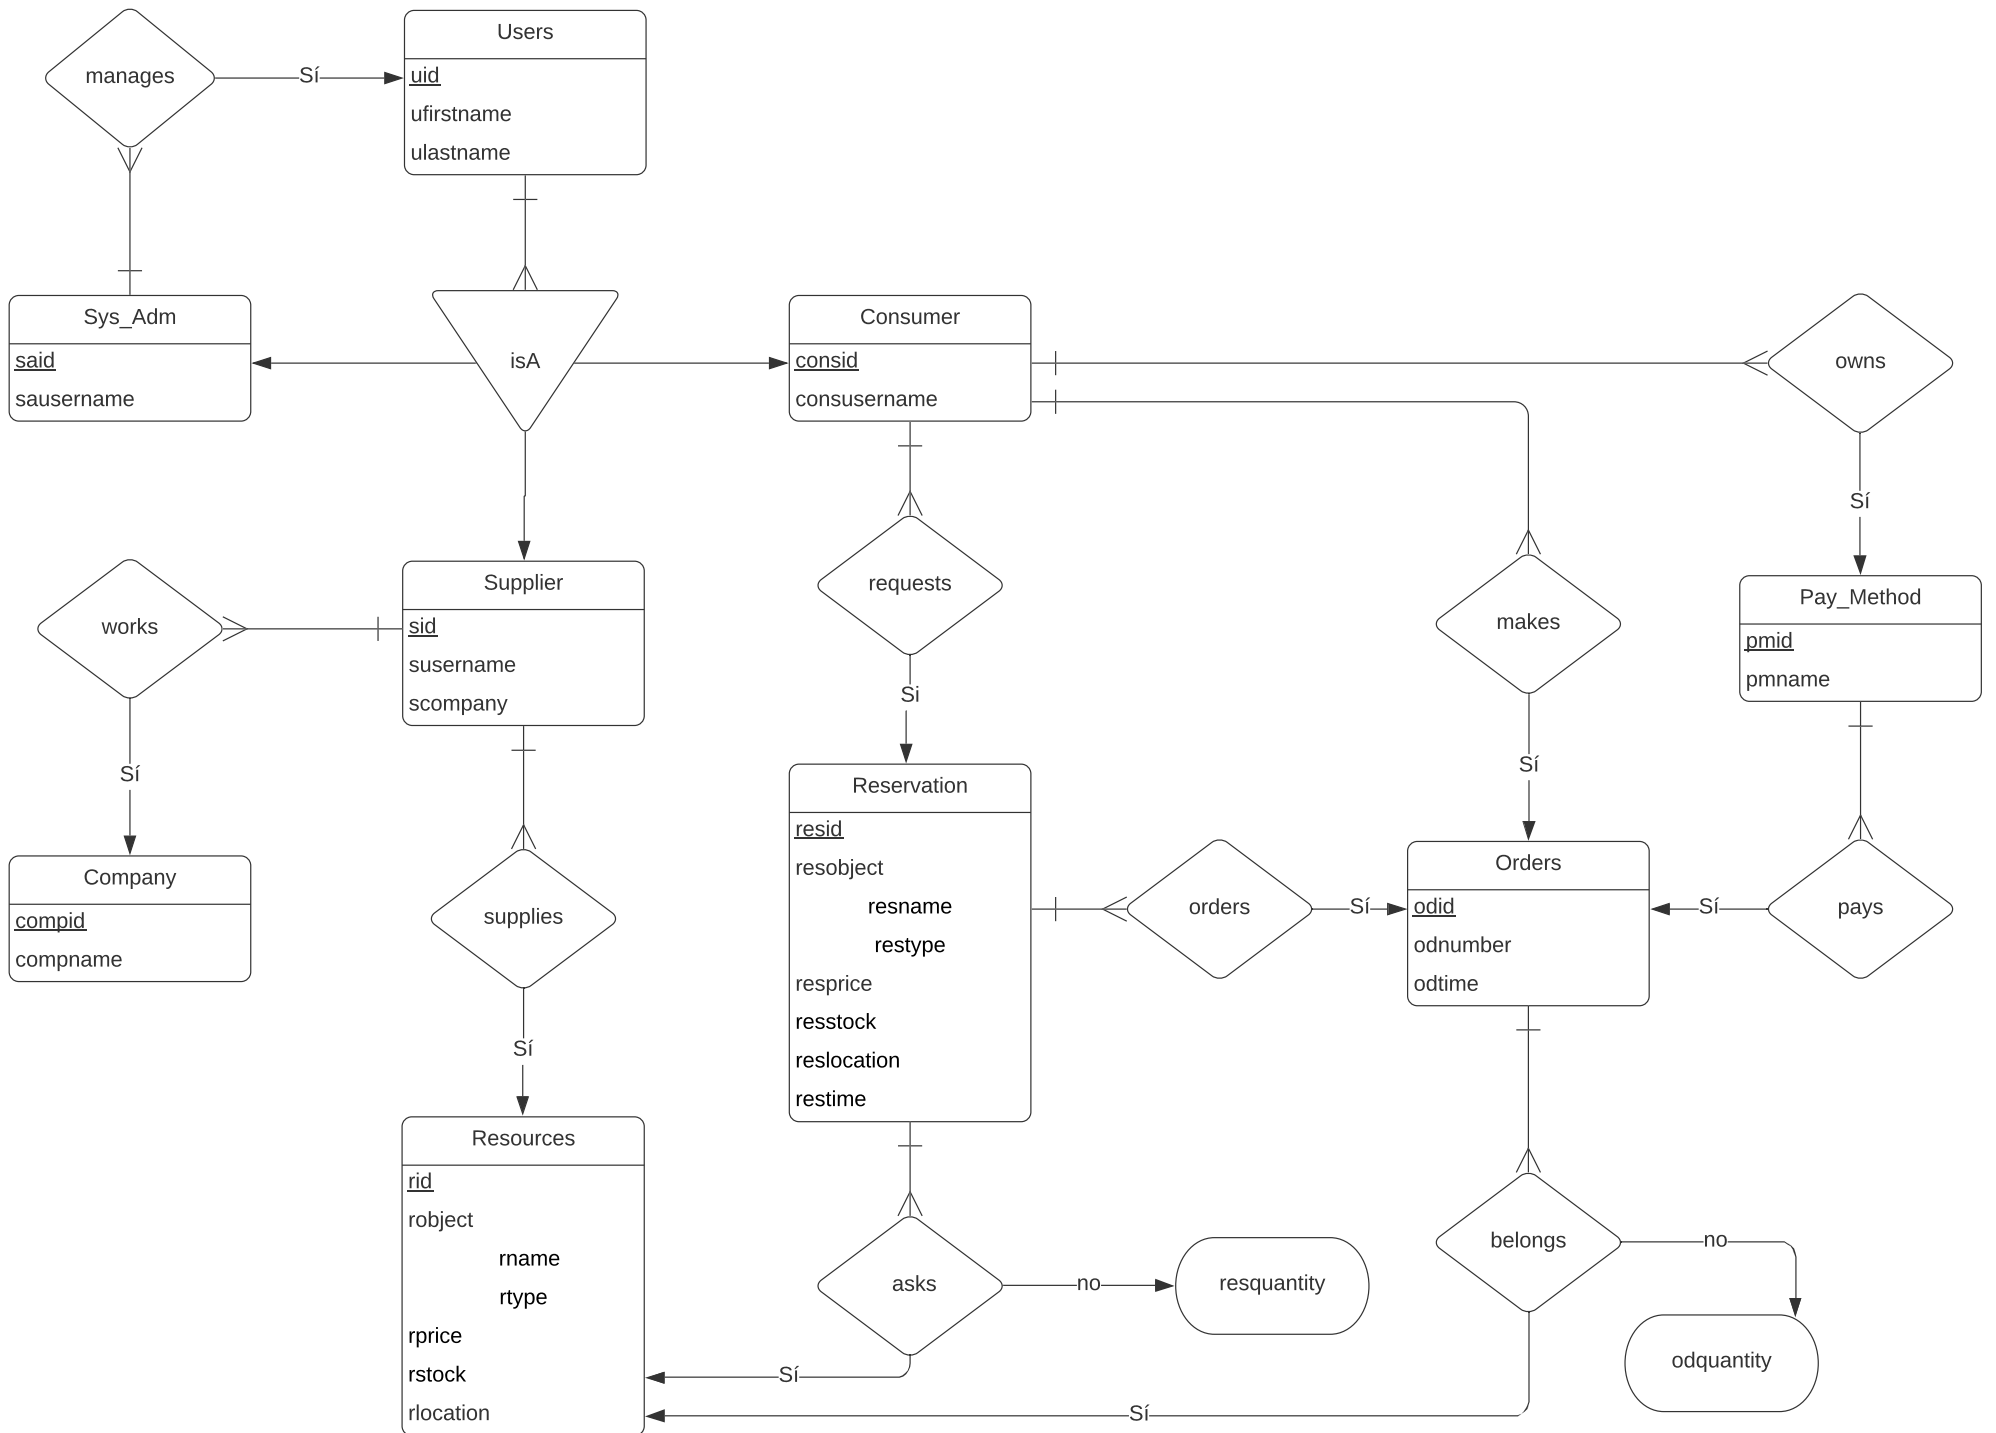 manages
Sí
Users
uid
ufirstname
ulastname
Sys_Adm
said
sausername
isA
Consumer
consid
consusername
owns
Sí
works
Sí
Supplier
sid
susername
scompany
requests
Si
makes
Sí
Pay_Method
pmid
pmname
Company
compid
compname
supplies
Sí
Reservation
resid
resobject
resname
restype
resprice
resstock
reslocation
restime
orders
Sí
Orders
odid
odnumber
odtime
Sí
pays
Resources
rid
robject
rname
rtype
rprice
rstock
rlocation
asks
no
resquantity
Sí
belongs
no
odquantity
Sí